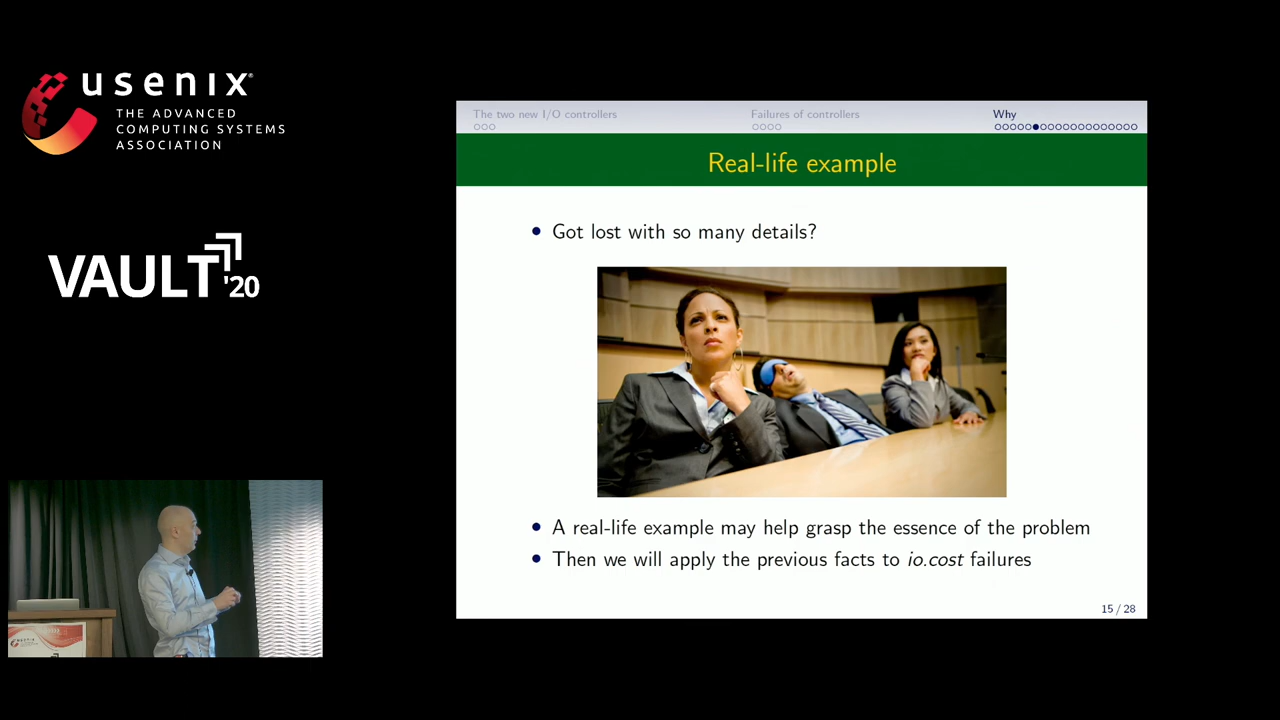 usenix®
THE ADVANCED
COMPUTING SYSTEMS
ASSOCIATION
VAULT'20
The two new I/O controllers
Failures of controllers
Why
Real-life example
Got lost with so many details?
A real-life example may help grasp the essence of the problem
Then we will apply the previous facts to io.cost failures
15 / 28
usenix